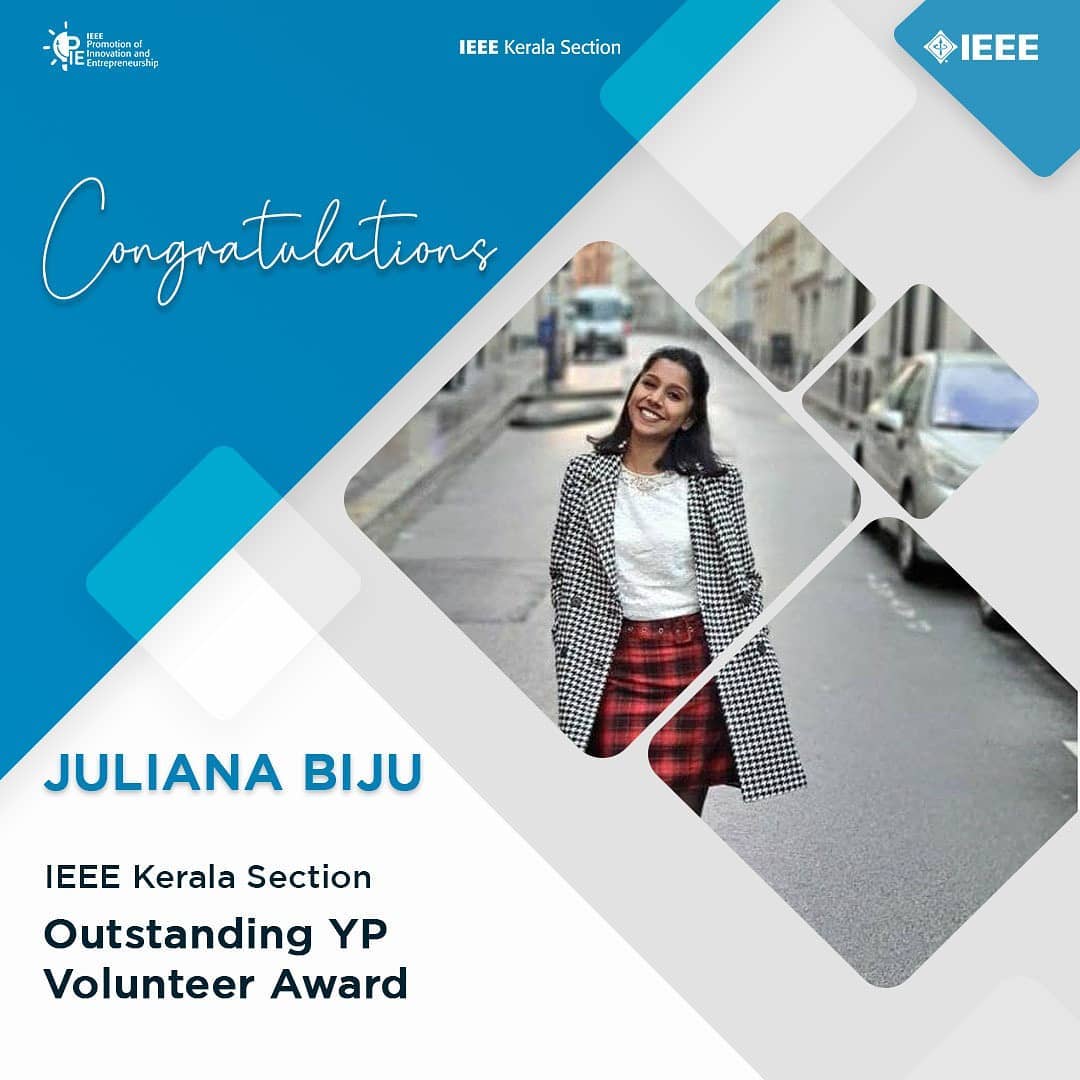 PIE
IEEE
Promotion of
Innovation and
Entrepreneurship
IEEE Kerala Section
IEEE
Congratulations
JULIANA BIJU
IEEE Kerala Section
Outstanding YP
Volunteer Award